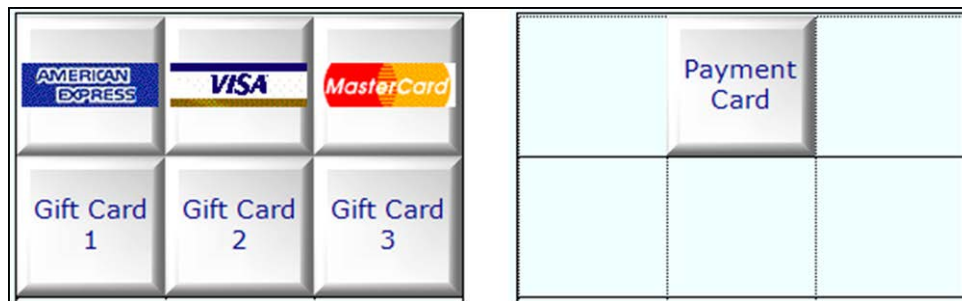 AMERICAN
EXPRESS
VISA
MasterCard
Payment
Card
Gift Card
1
Gift Card
2
Gift Card
3